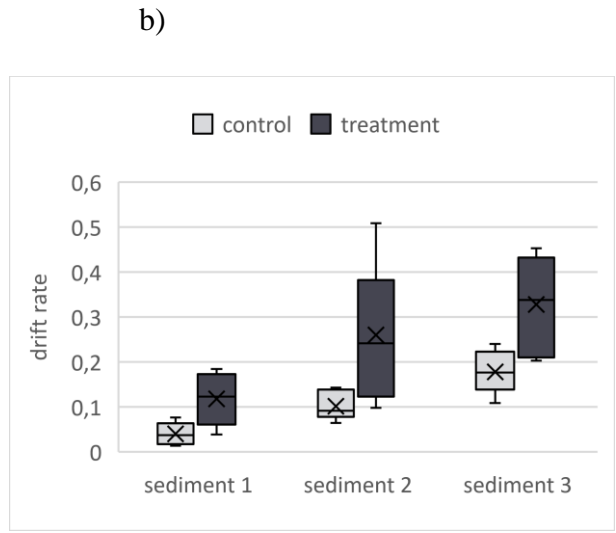 b)
control treatment
0,6
0,5
0,4
0,3
0,2
0,1
0
drift rate
sediment 1 sediment 2 sediment 3